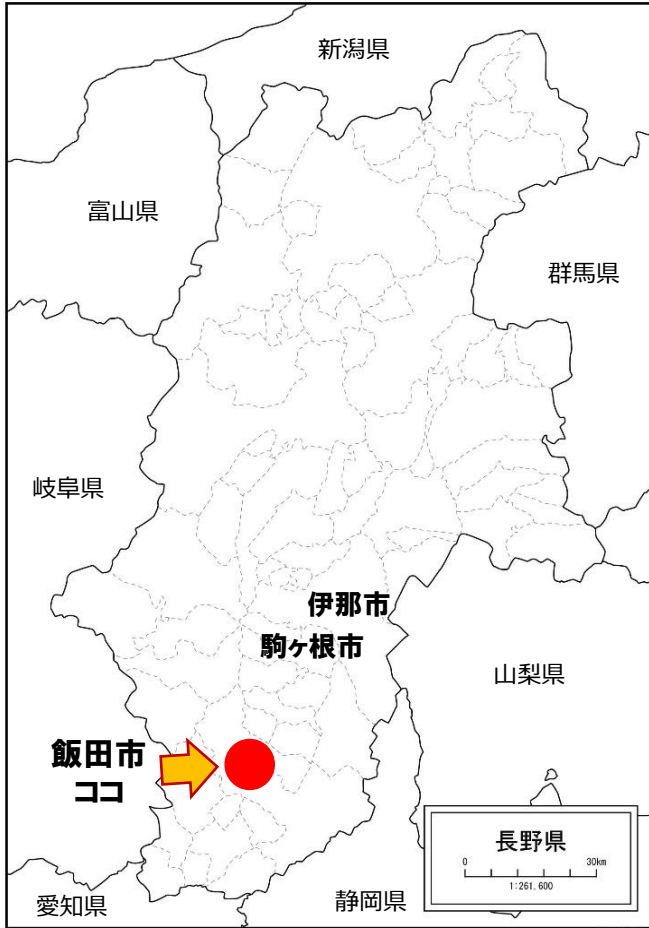 新潟県
富山県
群馬県
岐阜県
伊那市
駒ヶ根市
山梨県
飯田市
ココ
長野県
0 30km
1:261,600
愛知県
静岡県